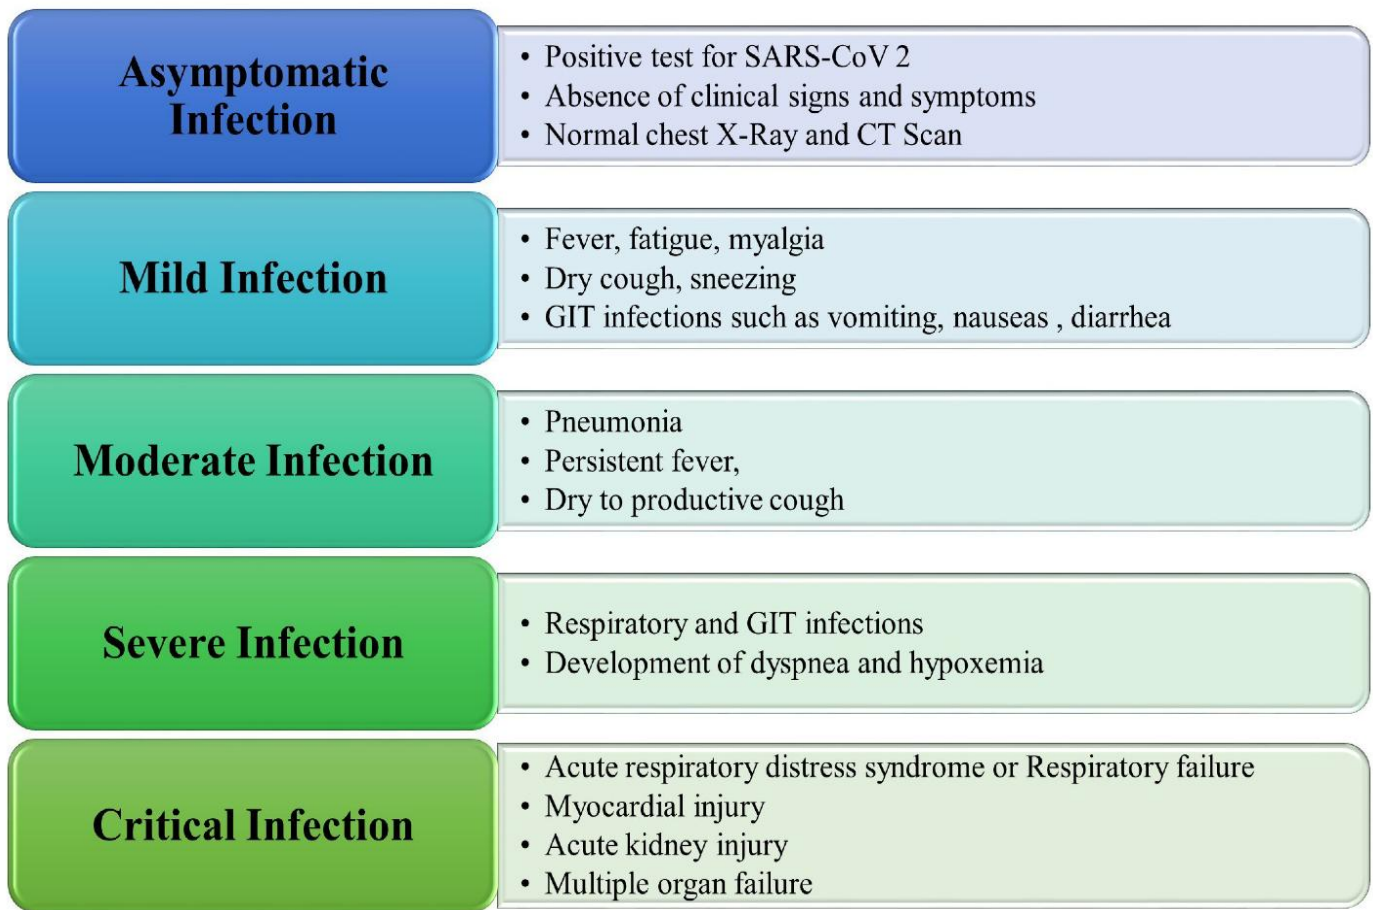 Asymptomatic
Infection
• Positive test for SARS-CoV 2
• Absence of clinical signs and symptoms
• Normal chest X-Ray and CT Scan
Mild Infection
• Fever, fatigue, myalgia
• Dry cough, sneezing
• GIT infections such as vomiting, nauseas , diarrhea
Moderate Infection
• Pneumonia
• Persistent fever,
• Dry to productive cough
Severe Infection
• Respiratory and GIT infections
• Development of dyspnea and hypoxemia
Critical Infection
• Acute respiratory distress syndrome or Respiratory failure
• Myocardial injury
• Acute kidney injury
• Multiple organ failure